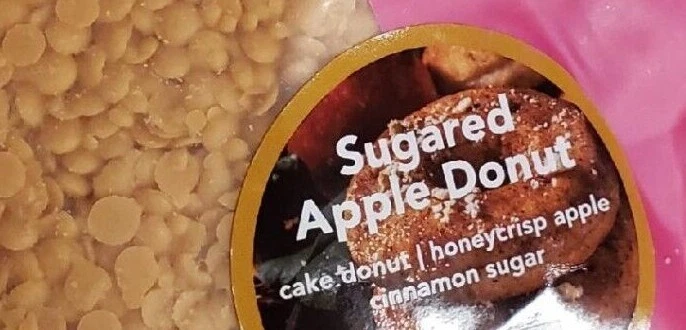 Sugared
Apple Donut
cake donut | honeycrisp apple
cinnamon sugar